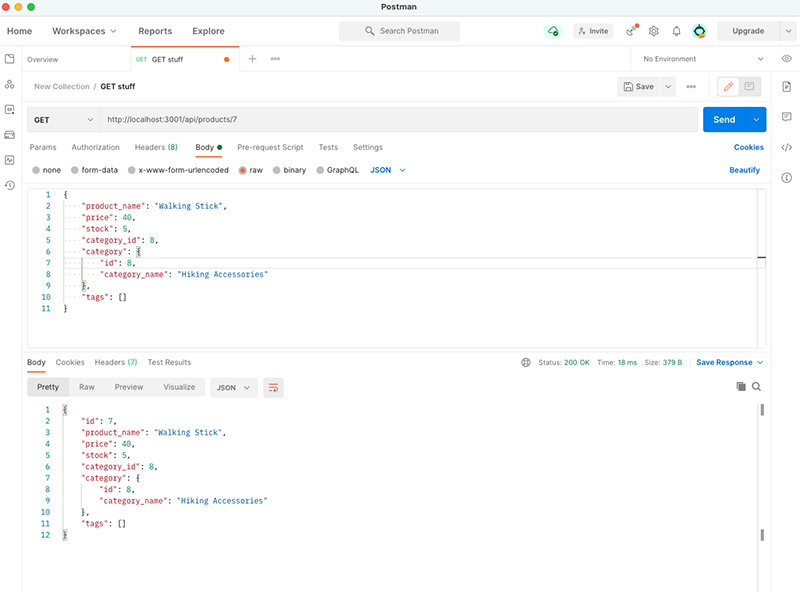 Postman
Home Workspaces Reports Explore Search Postman Invite Upgrade
Overview GET GET stuff No Environment
New Collection / GET stuff Save
GET http://localhost:3001/api/products/7 Send
Params Authorization Headers (8) Body Pre-request Script Tests Settings Cookies
none form-data x-www-form-urlencoded raw binary GraphQL JSON Beautify
1 {
2 "product_name": "Walking Stick",
3 "price": 40,
4 "stock": 5,
5 "category_id": 8,
6 "category": {
7 "id": 8,
8 "category_name": "Hiking Accessories"
9 },
10 "tags": []
11 }
Body Cookies Headers (7) Test Results Status: 200 OK Time: 18 ms Size: 379 B Save Response
Pretty Raw Preview Visualize JSON
1 {
2 "id": 7,
3 "product_name": "Walking Stick",
4 "price": 40,
5 "stock": 5,
6 "category_id": 8,
7 "category": {
8 "id": 8,
9 "category_name": "Hiking Accessories"
10 },
11 "tags": []
12 }